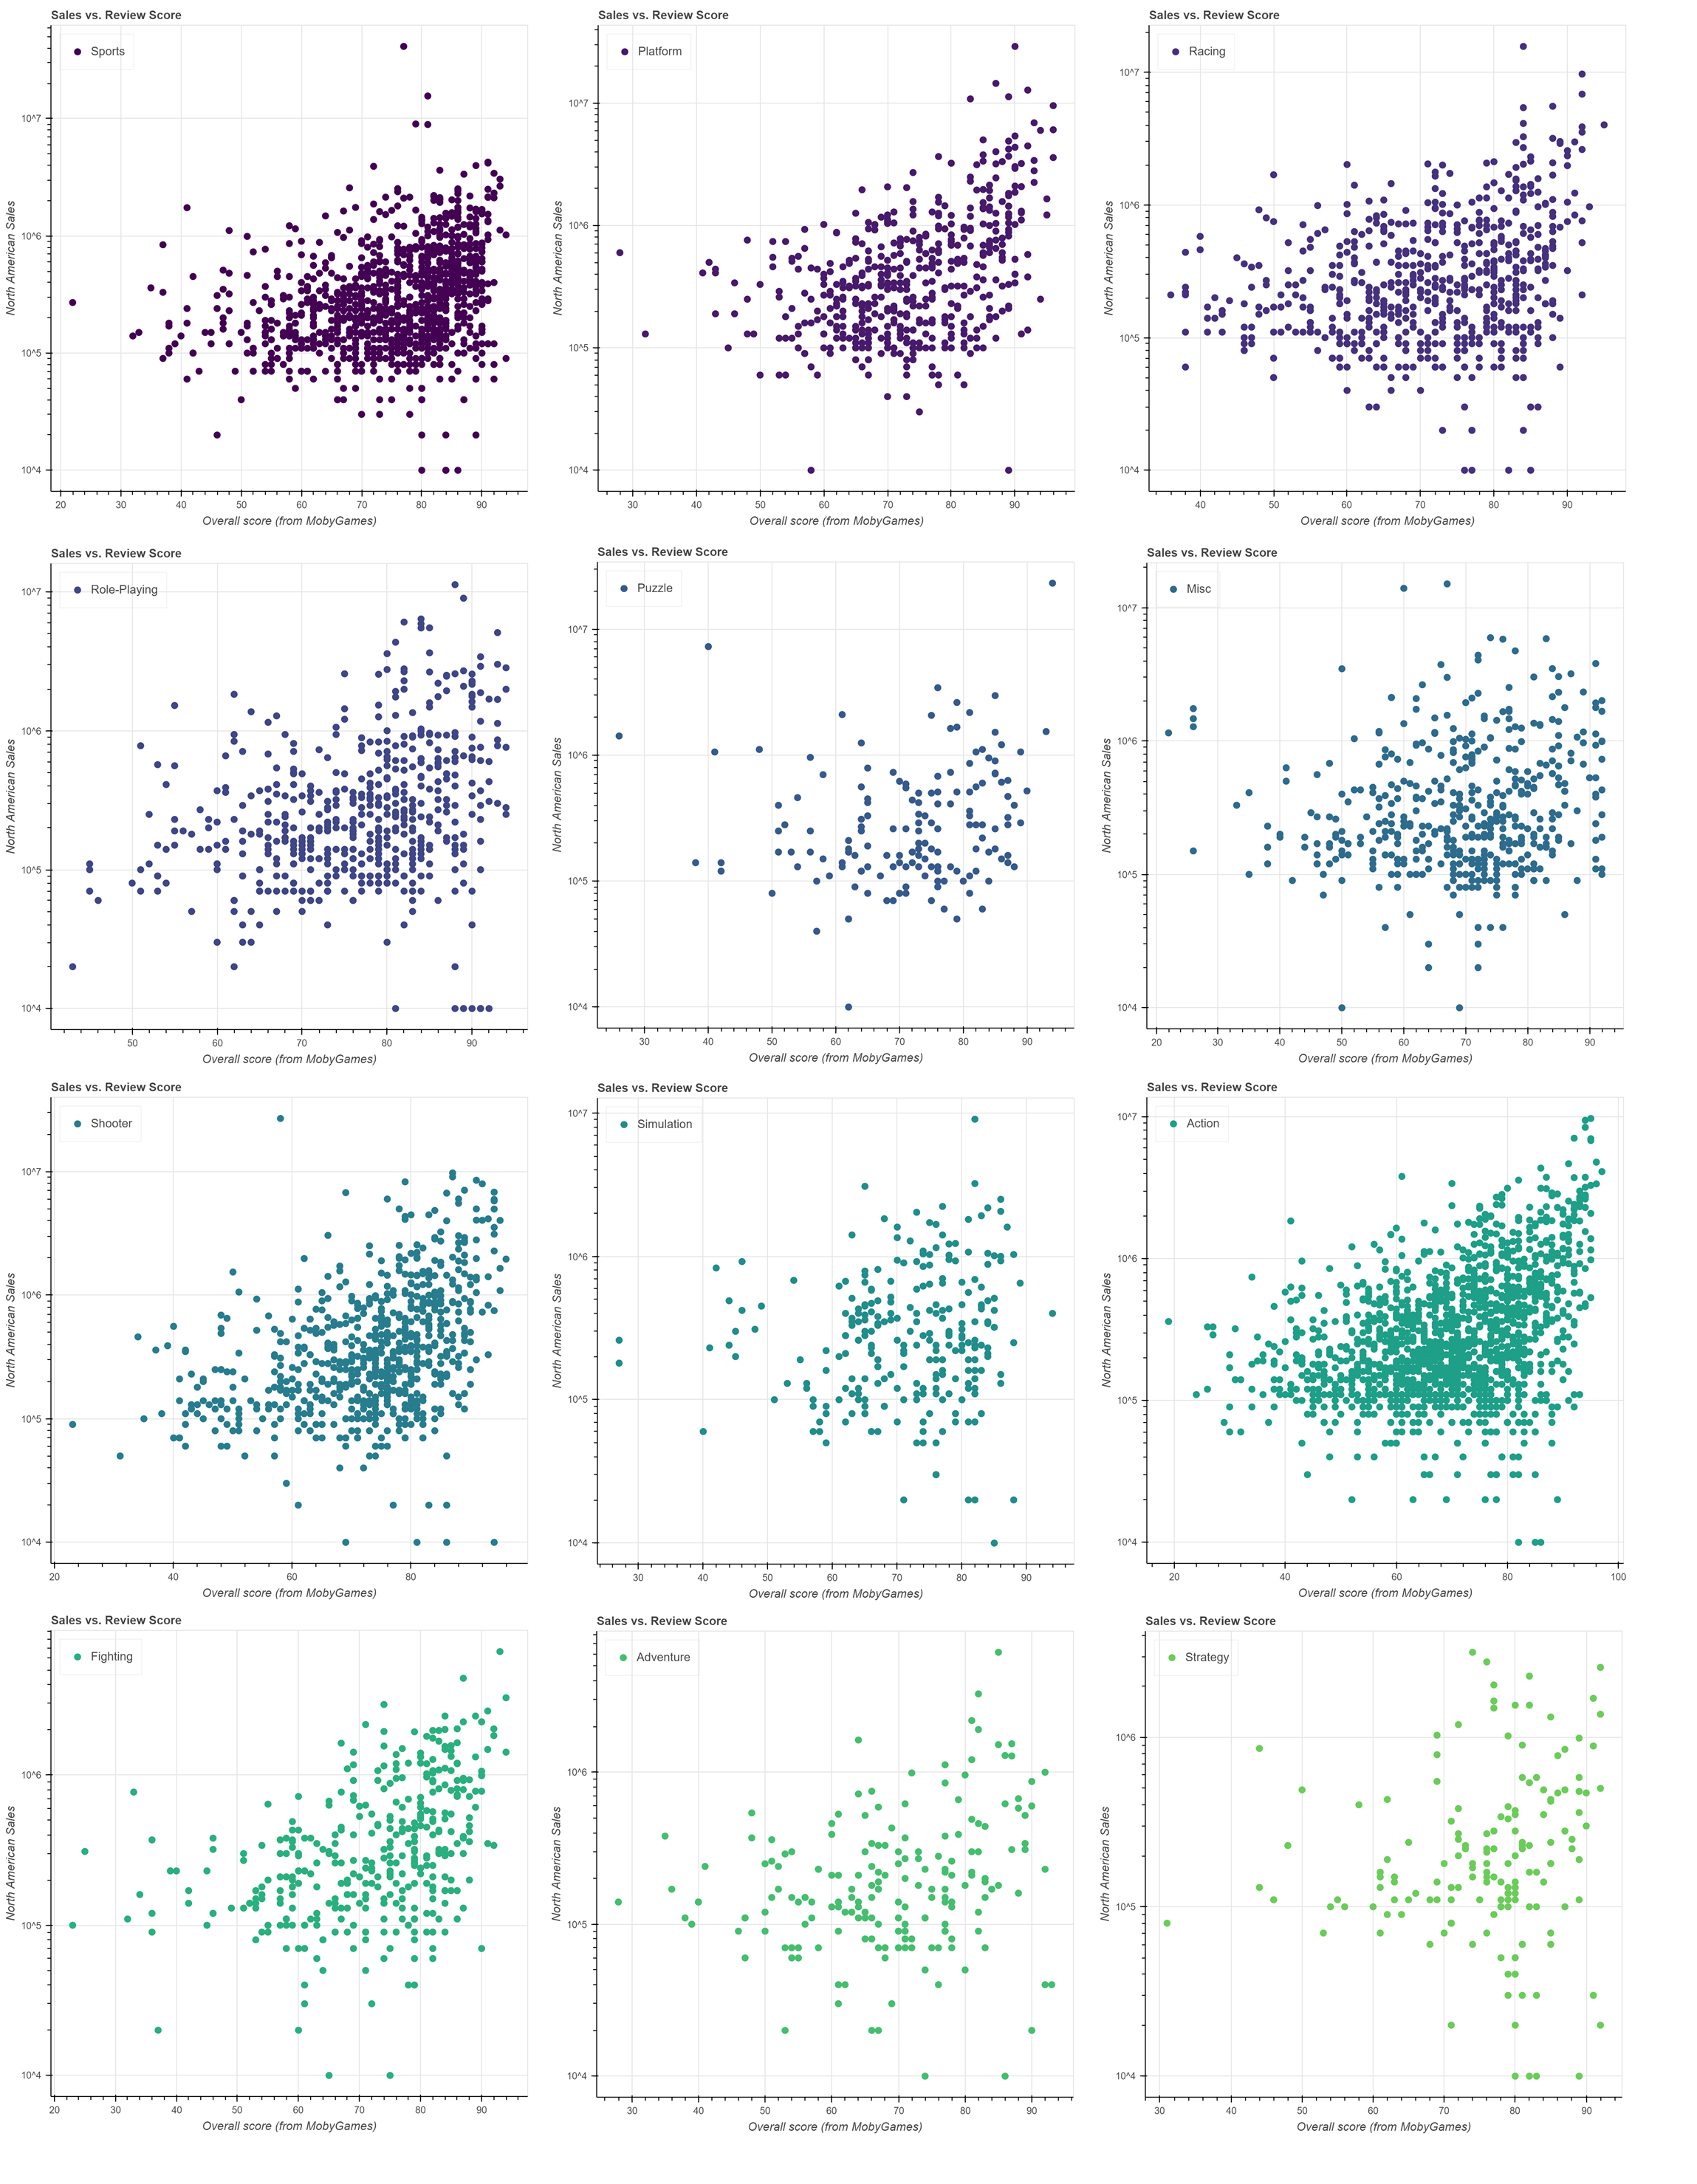 Sales vs. Review Score
Sports
10^7
10^6
10^5
10^4
North American Sales
20 30 40 50 60 70 80 90
Overall score (from MobyGames)
Sales vs. Review Score
Platform
10^7
10^6
10^5
10^4
North American Sales
30 40 50 60 70 80 90
Overall score (from MobyGames)
Sales vs. Review Score
Racing
10^7
10^6
10^5
10^4
North American Sales
40 50 60 70 80 90
Overall score (from MobyGames)
Sales vs. Review Score
Role-Playing
10^7
10^6
10^5
10^4
North American Sales
50 60 70 80 90
Overall score (from MobyGames)
Sales vs. Review Score
Puzzle
10^7
10^6
10^5
10^4
North American Sales
30 40 50 60 70 80 90
Overall score (from MobyGames)
Sales vs. Review Score
Misc
10^7
10^6
10^5
10^4
North American Sales
20 30 40 50 60 70 80 90
Overall score (from MobyGames)
Sales vs. Review Score
Shooter
10^7
10^6
10^5
10^4
North American Sales
20 40 60 80
Overall score (from MobyGames)
Sales vs. Review Score
Simulation
10^7
10^6
10^5
10^4
North American Sales
30 40 50 60 70 80 90
Overall score (from MobyGames)
Sales vs. Review Score
Action
10^7
10^6
10^5
10^4
North American Sales
20 40 60 80 100
Overall score (from MobyGames)
Sales vs. Review Score
Fighting
10^6
10^5
10^4
North American Sales
20 30 40 50 60 70 80 90
Overall score (from MobyGames)
Sales vs. Review Score
Adventure
10^6
10^5
10^4
North American Sales
30 40 50 60 70 80 90
Overall score (from MobyGames)
Sales vs. Review Score
Strategy
10^6
10^5
10^4
North American Sales
30 40 50 60 70 80 90
Overall score (from MobyGames)